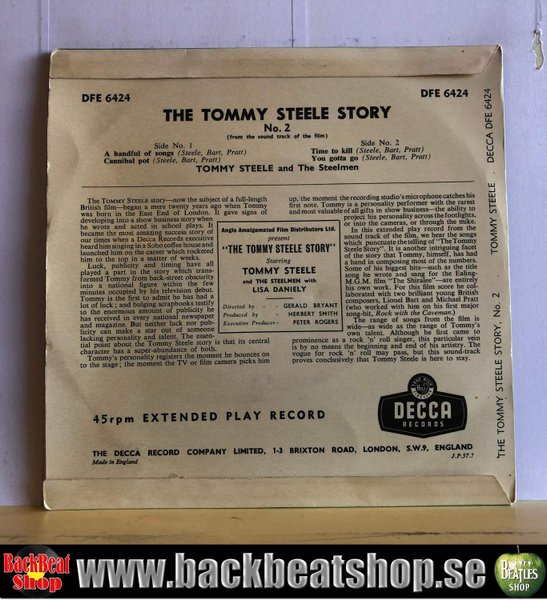 DFE 6424
DFE 6424
THE TOMMY STEELE STORY
No. 2
(from the sound track of the film)
Side No. 1
A handful of songs (Steele, Bart, Pratt)
Cannibal pot (Steele, Bart, Pratt)
Side No. 2
Time to kill (Steele, Bart, Pratt)
You gotta go (Steele, Bart, Pratt)
TOMMY STEELE and The Steelmen
THE TOMMY STEELE story—now the subject of a full-length
British film—began a mere twenty years ago when Tommy
was born in the East End of London. It gave signs of
developing into a show business story when
he wrote and acted in school plays. It
became the most amazing success story of
our times when a Decca Records executive
heard him singing in a Soho coffee house and
launched him on the career which rocketed
him to the top in a matter of weeks.
Luck, publicity and timing have all
played a part in the story which trans-
formed Tommy from back-street obscurity
into a national figure within the few
minutes occupied by his television debut.
Tommy is the first to admit he has had a
lot of luck; and bulging scrapbooks testify
to the enormous amount of publicity he
has received in every national newspaper
and magazine. But neither luck nor pub-
licity can make a star out of someone
lacking personality and talent. The essen-
tial point about the Tommy Steele story is that its central
character has a super-abundance of both.
Tommy's personality registers the moment he bounces on
to the stage; the moment the TV or film camera picks him
up, the moment the recording studio's microphone catches his
first note. Tommy is a personality performer with the rarest
and most valuable of all gifts in show business—the ability to
project his personality across the footlights,
or into the cameras, or through the mike.
In this extended play record from the
sound track of the film, we hear the songs
which punctuate the telling of "The Tommy
Steele Story". It is another intriguing facet
of the story that Tommy, himself, has had
a hand in composing most of the numbers.
Some of his biggest hits—such as the title
song he wrote and sang for the Ealing-
M.G.M. film "The Shiralee"—are entirely
his own work. For this film score he col-
laborated with two brilliant young British
composers, Lionel Bart and Michael Pratt
(who worked with him on his first major
song-hit, Rock with the Caveman.)
The range of songs from the film is
wide—as wide as the range of Tommy's
own talent. Although he first came to
prominence as a rock 'n' roll singer, this particular vein
is by no means the beginning and end of his artistry. The
vogue for rock 'n' roll may pass, but this sound-track
proves conclusively that Tommy Steele is here to stay.
Anglo Amalgamated Film Distributors Ltd.
present
"THE TOMMY STEELE STORY"
Starring
TOMMY STEELE
and THE STEELMEN with
LISA DANIELY
Directed by - GERALD BRYANT
Produced by - HERBERT SMITH
Executive Producer - PETER ROGERS
45rpm EXTENDED PLAY RECORD
DECCA
RECORDS
THE DECCA RECORD COMPANY LIMITED, 1-3 BRIXTON ROAD, LONDON, S.W.9, ENGLAND
Made in England
J.P.57.7
THE TOMMY STEELE STORY, No. 2 TOMMY STEELE DECCA DFE 6424
BackBeat
Shop
www.backbeatshop.se
BEATLES
SHOP